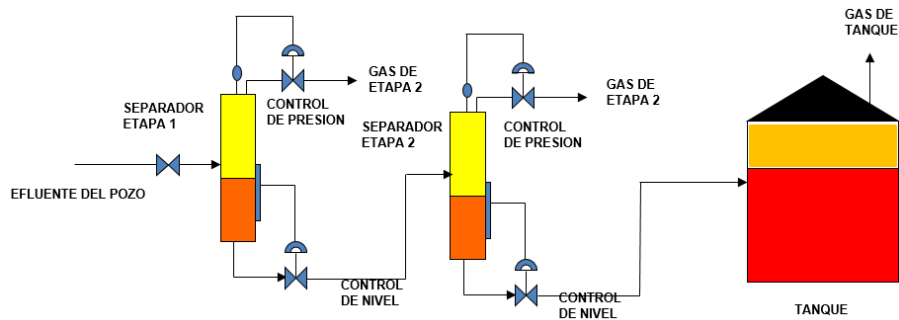 GAS DE
TANQUE
GAS DE
ETAPA 2
GAS DE
ETAPA 2
SEPARADOR
ETAPA 1
CONTROL
DE PRESION
SEPARADOR
ETAPA 2
CONTROL
DE PRESION
EFLUENTE DEL POZO
CONTROL
DE NIVEL
CONTROL
DE NIVEL
TANQUE